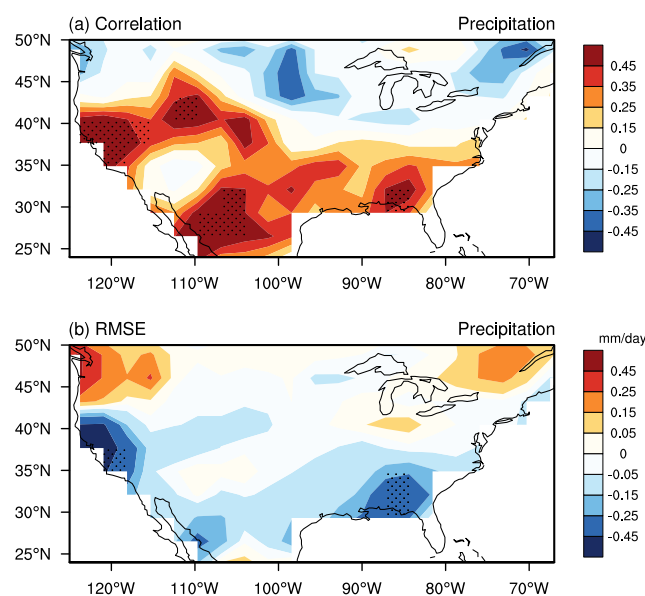 (a) Correlation Precipitation
50°N
45°N
40°N
35°N
30°N
25°N
120°W 110°W 100°W 90°W 80°W 70°W
0.45
0.35
0.25
0.15
0
-0.15
-0.25
-0.35
-0.45
(b) RMSE Precipitation
mm/day
50°N
45°N
40°N
35°N
30°N
25°N
120°W 110°W 100°W 90°W 80°W 70°W
0.45
0.35
0.25
0.15
0.05
-0.05
-0.15
-0.25
-0.45